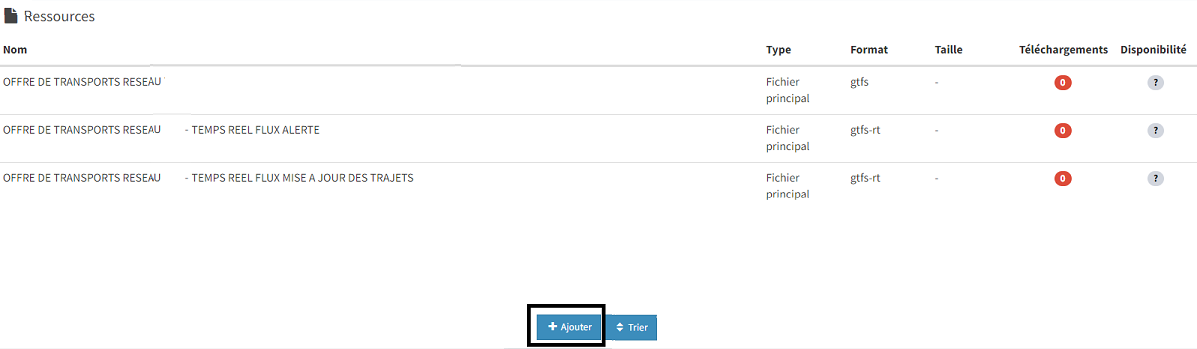 Ressources
Nom Type Format Taille Téléchargements Disponibilité
OFFRE DE TRANSPORTS RESEAU Fichier principal gtfs - 0 ?
OFFRE DE TRANSPORTS RESEAU - TEMPS REEL FLUX ALERTE Fichier principal gtfs-rt - 0 ?
OFFRE DE TRANSPORTS RESEAU - TEMPS REEL FLUX MISE A JOUR DES TRAJETS Fichier principal gtfs-rt - 0 ?
Ajouter Trier